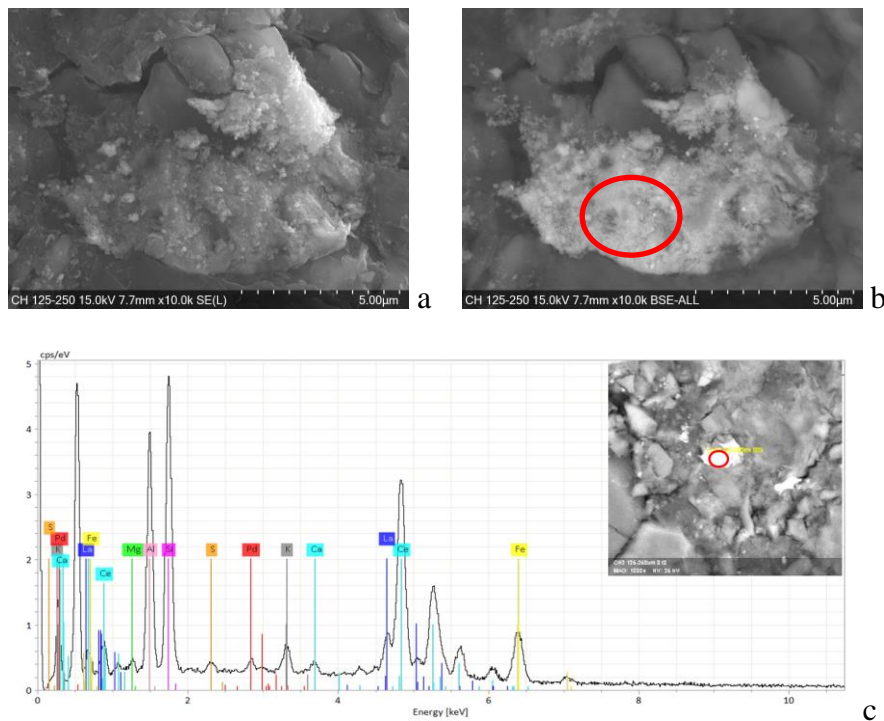 CH 125-250 15.0kV 7.7mm x10.0k SE(L) 5.00µm
a
CH 125-250 15.0kV 7.7mm x10.0k BSE-ALL 5.00µm
b
cps/eV
5
4
3
2
1
0
S
Pd Fe
K La
Ca Ce Mg Al Si S Pd K Ca La Ce Fe
0 2 4 6 8 10
Energy [keV]
c